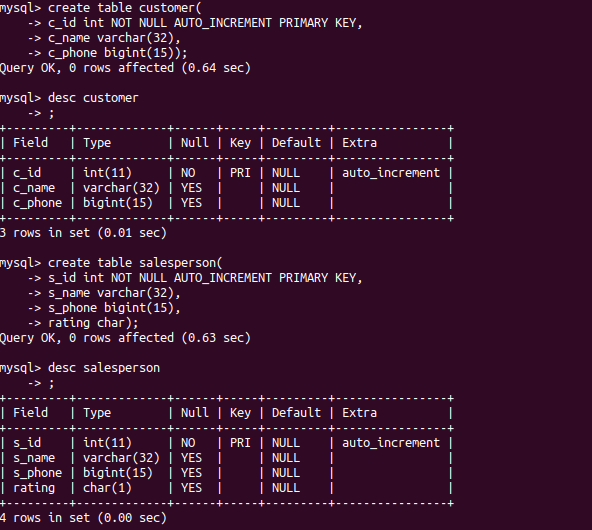 mysql> create table customer(
    -> c_id int NOT NULL AUTO_INCREMENT PRIMARY KEY,
    -> c_name varchar(32),
    -> c_phone bigint(15));
Query OK, 0 rows affected (0.64 sec)

mysql> desc customer
    -> ;
+---------+-------------+------+-----+---------+----------------+
| Field   | Type        | Null | Key | Default | Extra          |
+---------+-------------+------+-----+---------+----------------+
| c_id    | int(11)     | NO   | PRI | NULL    | auto_increment |
| c_name  | varchar(32) | YES  |     | NULL    |                |
| c_phone | bigint(15)  | YES  |     | NULL    |                |
+---------+-------------+------+-----+---------+----------------+
3 rows in set (0.01 sec)

mysql> create table salesperson(
    -> s_id int NOT NULL AUTO_INCREMENT PRIMARY KEY,
    -> s_name varchar(32),
    -> s_phone bigint(15),
    -> rating char);
Query OK, 0 rows affected (0.63 sec)

mysql> desc salesperson
    -> ;
+---------+-------------+------+-----+---------+----------------+
| Field   | Type        | Null | Key | Default | Extra          |
+---------+-------------+------+-----+---------+----------------+
| s_id    | int(11)     | NO   | PRI | NULL    | auto_increment |
| s_name  | varchar(32) | YES  |     | NULL    |                |
| s_phone | bigint(15)  | YES  |     | NULL    |                |
| rating  | char(1)     | YES  |     | NULL    |                |
+---------+-------------+------+-----+---------+----------------+
4 rows in set (0.00 sec)